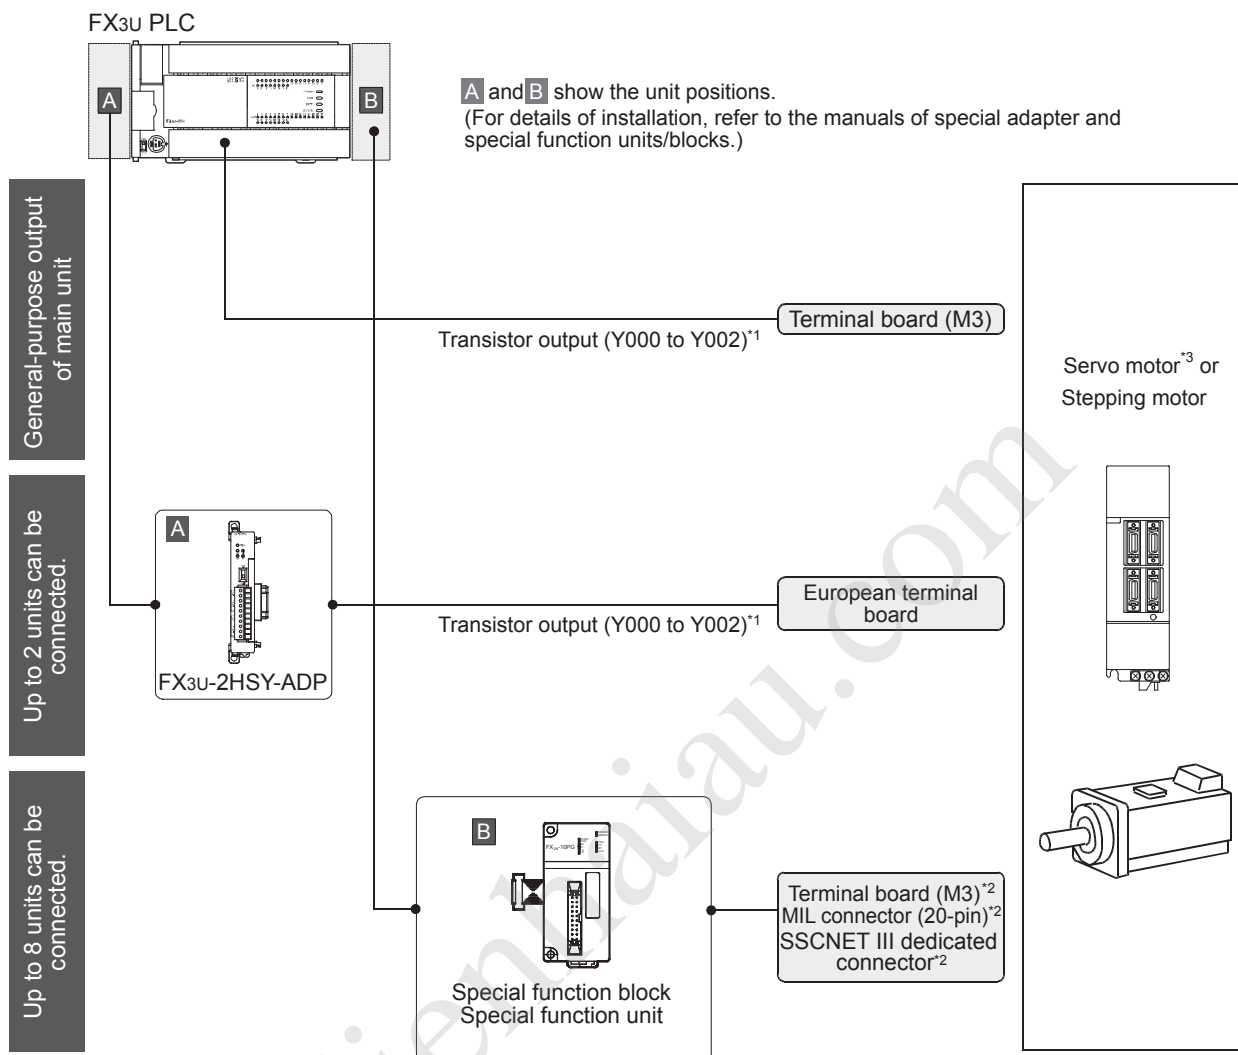 FX3U PLC
A
B
A and B show the unit positions.
(For details of installation, refer to the manuals of special adapter and
special function units/blocks.)
General-purpose output
of main unit
Transistor output (Y000 to Y002)*1
Terminal board (M3)
Servo motor*3 or
Stepping motor
Up to 2 units can be
connected.
A
FX3U-2HSY-ADP
Transistor output (Y000 to Y002)*1
European terminal
board
Up to 8 units can be
connected.
B
FX2N-10PG
Special function block
Special function unit
Terminal board (M3)*2
MIL connector (20-pin)*2
SSCNET III dedicated
connector*2